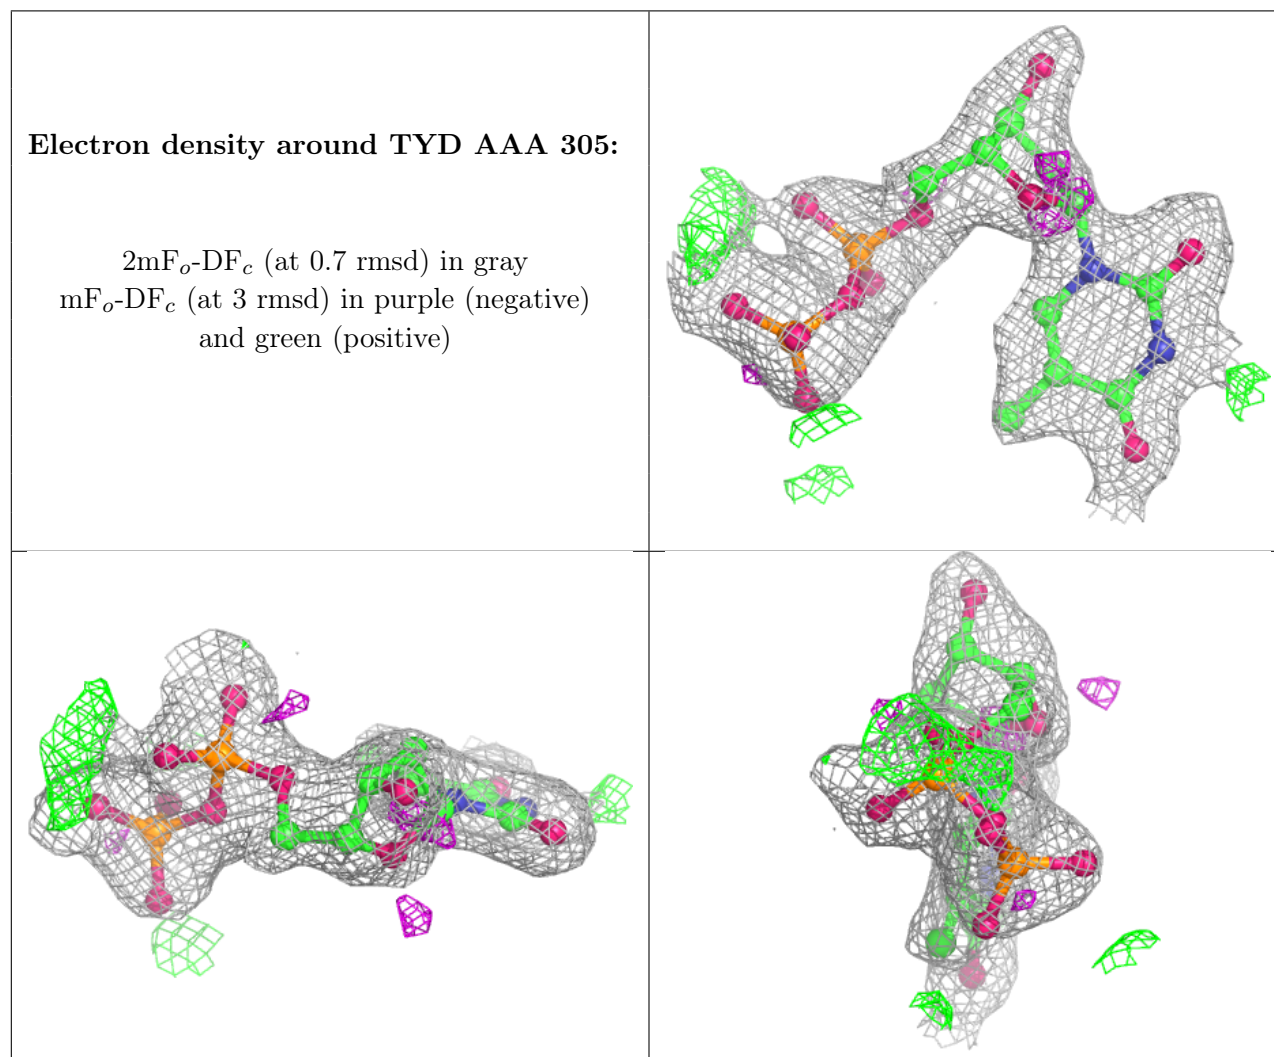 Electron density around TYD AAA 305:
2mFo-DFc (at 0.7 rmsd) in gray
mFo-DFc (at 3 rmsd) in purple (negative)
and green (positive)